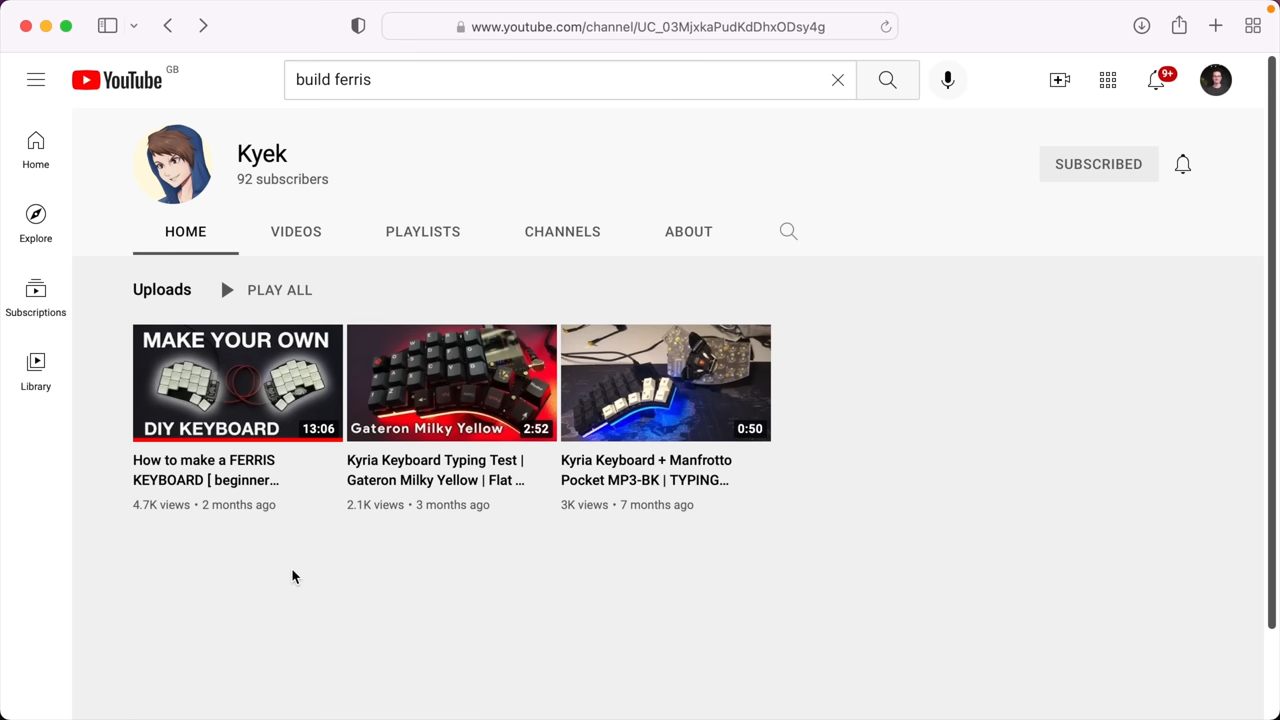 www.youtube.com/channel/UC_03MjxkaPudKdDhxODsy4g
YouTube GB
build ferris
9+
Home
Explore
Subscriptions
Library
Kyek
92 subscribers
SUBSCRIBED
HOME VIDEOS PLAYLISTS CHANNELS ABOUT
Uploads PLAY ALL
MAKE YOUR OWN
DIY KEYBOARD 13:06
Gateron Milky Yellow 2:52
0:50
How to make a FERRIS
KEYBOARD [ beginner...
4.7K views • 2 months ago
Kyria Keyboard Typing Test |
Gateron Milky Yellow | Flat ...
2.1K views • 3 months ago
Kyria Keyboard + Manfrotto
Pocket MP3-BK | TYPING...
3K views • 7 months ago